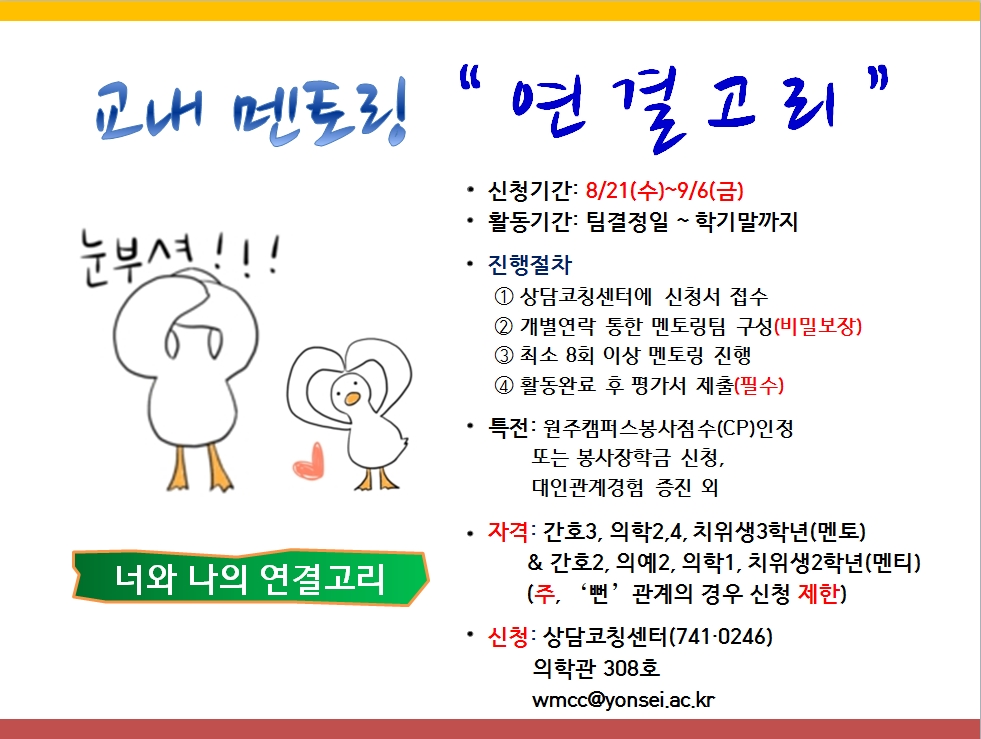 교내 멘토링 “ 연결고리 ”
• 신청기간: 8/21(수)~9/6(금)
• 활동기간: 팀결정일 ~ 학기말까지
• 진행절차
① 상담코칭센터에 신청서 접수
② 개별연락 통한 멘토링팀 구성(비밀보장)
③ 최소 8회 이상 멘토링 진행
④ 활동완료 후 평가서 제출(필수)
• 특전: 원주캠퍼스봉사점수(CP)인정
또는 봉사장학금 신청,
대인관계경험 증진 외
• 자격: 간호3, 의학2,4, 치위생3학년(멘토)
& 간호2, 의예2, 의학1, 치위생2학년(멘티)
(주, ‘뻔’ 관계의 경우 신청 제한)
• 신청: 상담코칭센터(741-0246)
의학관 308호
wmcc@yonsei.ac.kr
눈부셔!!!
너와 나의 연결고리